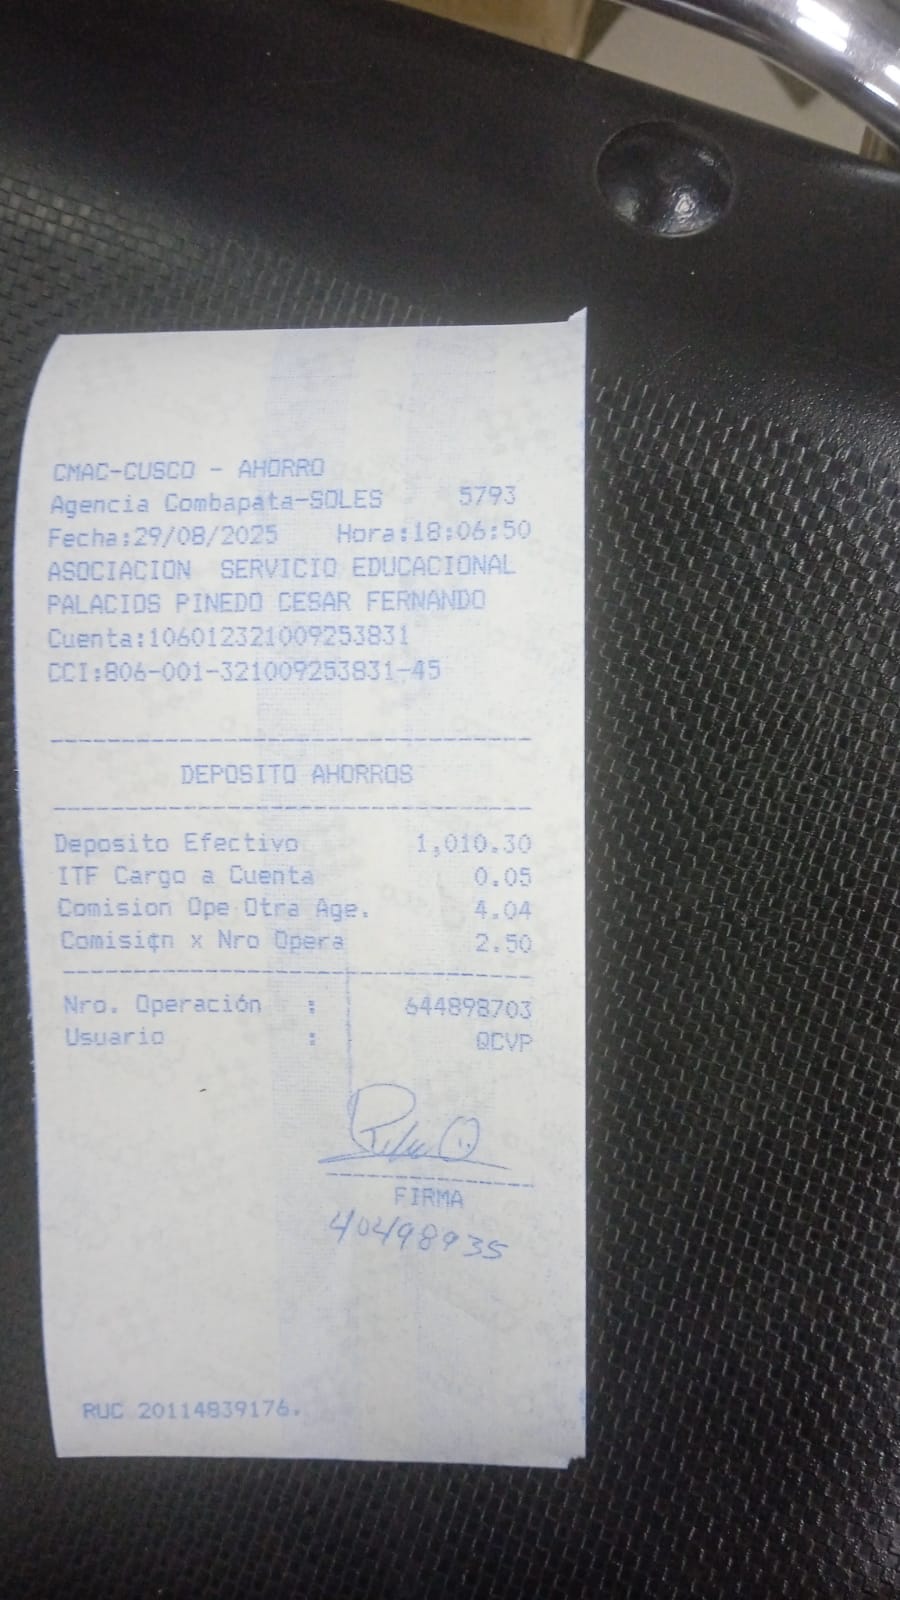 CMAC-CUSCO - AHORRO
Agencia Combapata-SOLES 5793
Fecha:29/08/2025 Hora:18:06:50
ASOCIACION SERVICIO EDUCACIONAL
PALACIOS PINEDO CESAR FERNANDO
Cuenta:106012321009253831
CCI:806-001-321009253831-45
DEPOSITO AHORROS
Deposito Efectivo 1,010.30
ITF Cargo a Cuenta 0.05
Comision Ope Otra Age. 4.04
Comision x Nro Opera 2.50
Nro. Operación : 644898703
Usuario : QCVP
FIRMA
40498935
RUC 20114839176.